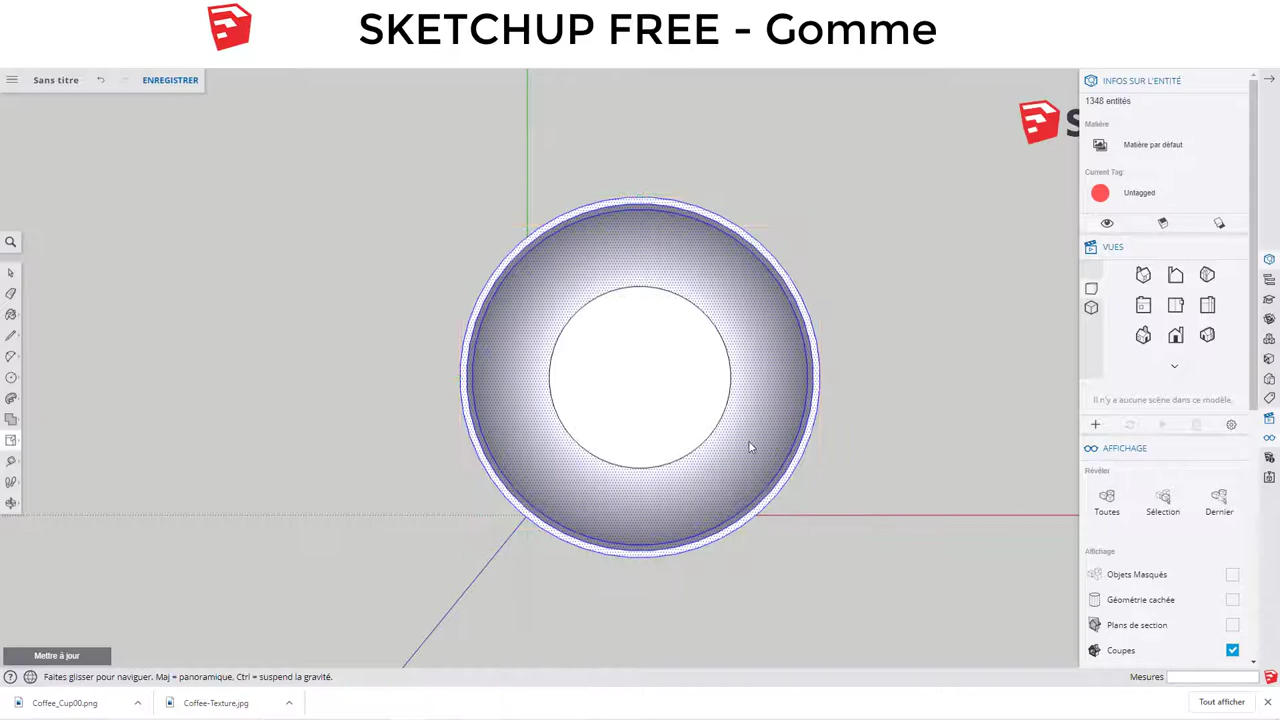 SKETCHUP FREE - Gomme
Sans titre
ENREGISTRER
INFOS SUR L'ENTITÉ
1348 entités
Matière
Matière par défaut
Current Tag:
Untagged
VUES
Il n'y a aucune scène dans ce modèle.
AFFICHAGE
Révéler
Toutes Sélection Dernier
Affichage
Objets Masqués
Géométrie cachée
Plans de section
Coupes
S
Mettre à jour
Faites glisser pour naviguer. Maj = panoramique. Ctrl = suspend la gravité.
Mesures
Coffee_Cup00.png
Coffee-Texture.jpg
Tout afficher